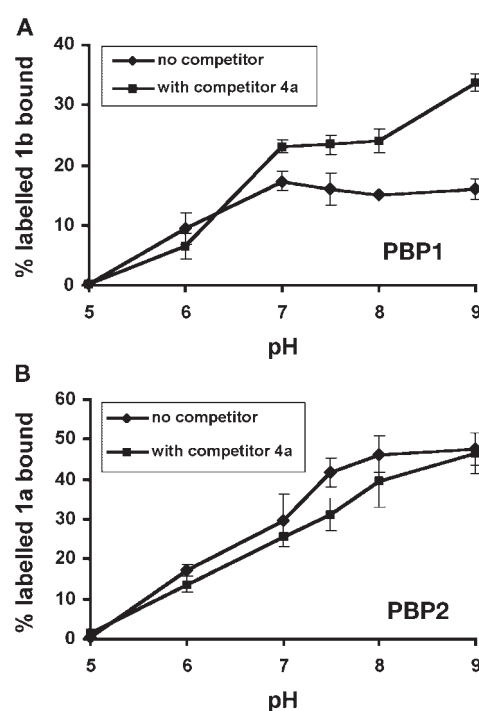 A
no competitor
with competitor 4a
% labelled 1b bound
40
30
20
10
0
PBP1
5 6 7 8 9
pH
B
no competitor
with competitor 4a
% labelled 1a bound
60
50
40
30
20
10
0
PBP2
5 6 7 8 9
pH